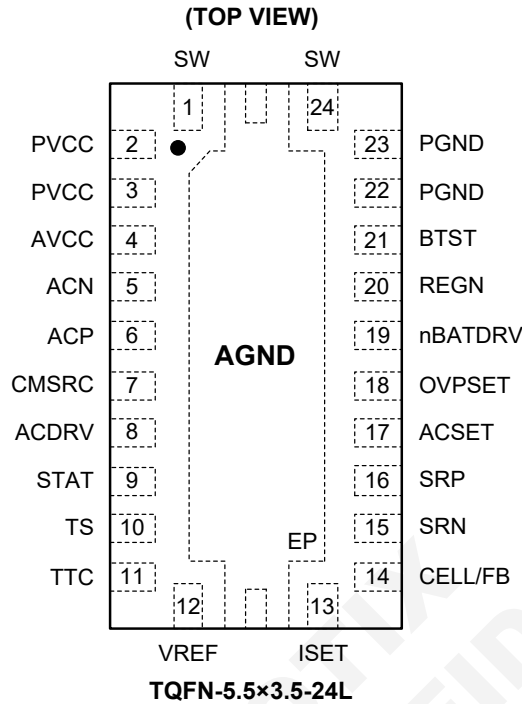 (TOP VIEW)
SW SW
1 24
PVCC 2 23 PGND
PVCC 3 22 PGND
AVCC 4 21 BTST
ACN 5 20 REGN
ACP 6 19 nBATDRV
AGND
CMSRC 7 18 OVPSET
ACDRV 8 17 ACSET
STAT 9 16 SRP
TS 10 15 SRN
EP
TTC 11 14 CELL/FB
12 13
VREF ISET
TQFN-5.5×3.5-24L